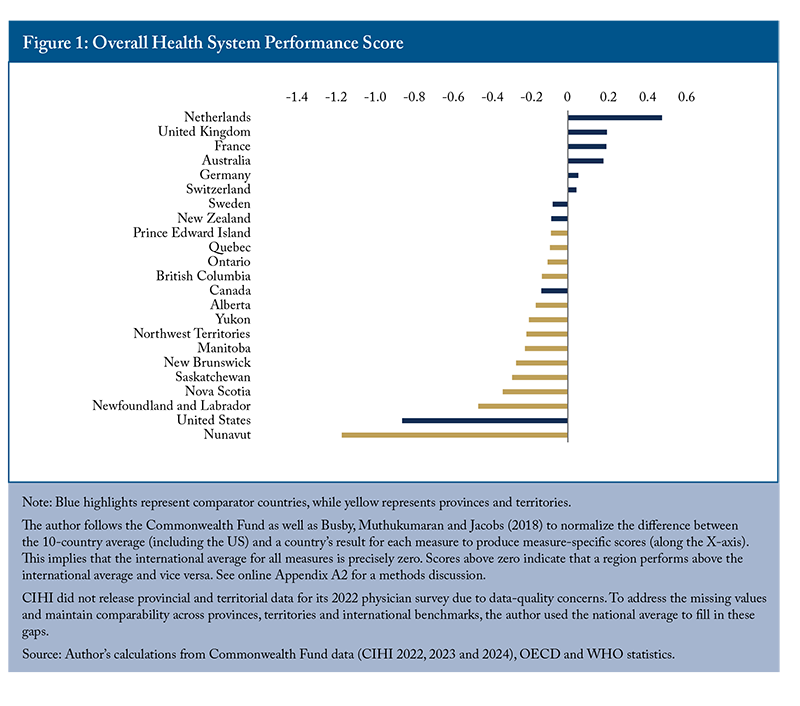 Figure 1: Overall Health System Performance Score
-1.4 -1.2 -1.0 -0.8 -0.6 -0.4 -0.2 0 0.2 0.4 0.6
Netherlands
United Kingdom
France
Australia
Germany
Switzerland
Sweden
New Zealand
Prince Edward Island
Quebec
Ontario
British Columbia
Canada
Alberta
Yukon
Northwest Territories
Manitoba
New Brunswick
Saskatchewan
Nova Scotia
Newfoundland and Labrador
United States
Nunavut
Note: Blue highlights represent comparator countries, while yellow represents provinces and territories.
The author follows the Commonwealth Fund as well as Busby, Muthukumaran and Jacobs (2018) to normalize the difference between
the 10-country average (including the US) and a country's result for each measure to produce measure-specific scores (along the X-axis).
This implies that the international average for all measures is precisely zero. Scores above zero indicate that a region performs above the
international average and vice versa. See online Appendix A2 for a methods discussion.
CIHI did not release provincial and territorial data for its 2022 physician survey due to data-quality concerns. To address the missing values
and maintain comparability across provinces, territories and international benchmarks, the author used the national average to fill in these
gaps.
Source: Author's calculations from Commonwealth Fund data (CIHI 2022, 2023 and 2024), OECD and WHO statistics.